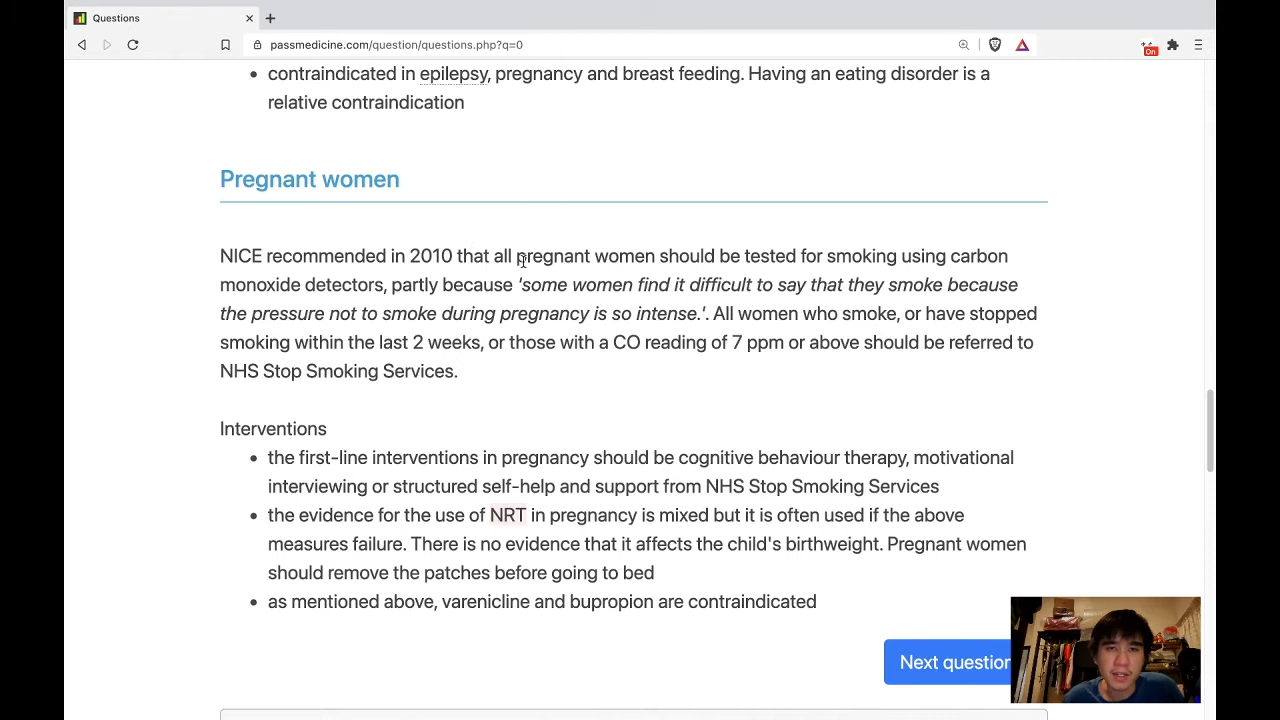 Questions
passmedicine.com/question/questions.php?q=0
On
contraindicated in epilepsy, pregnancy and breast feeding. Having an eating disorder is a
relative contraindication
Pregnant women
NICE recommended in 2010 that all pregnant women should be tested for smoking using carbon
monoxide detectors, partly because 'some women find it difficult to say that they smoke because
the pressure not to smoke during pregnancy is so intense.'. All women who smoke, or have stopped
smoking within the last 2 weeks, or those with a CO reading of 7 ppm or above should be referred to
NHS Stop Smoking Services.
Interventions
the first-line interventions in pregnancy should be cognitive behaviour therapy, motivational
interviewing or structured self-help and support from NHS Stop Smoking Services
the evidence for the use of NRT in pregnancy is mixed but it is often used if the above
measures failure. There is no evidence that it affects the child's birthweight. Pregnant women
should remove the patches before going to bed
as mentioned above, varenicline and bupropion are contraindicated
Next question